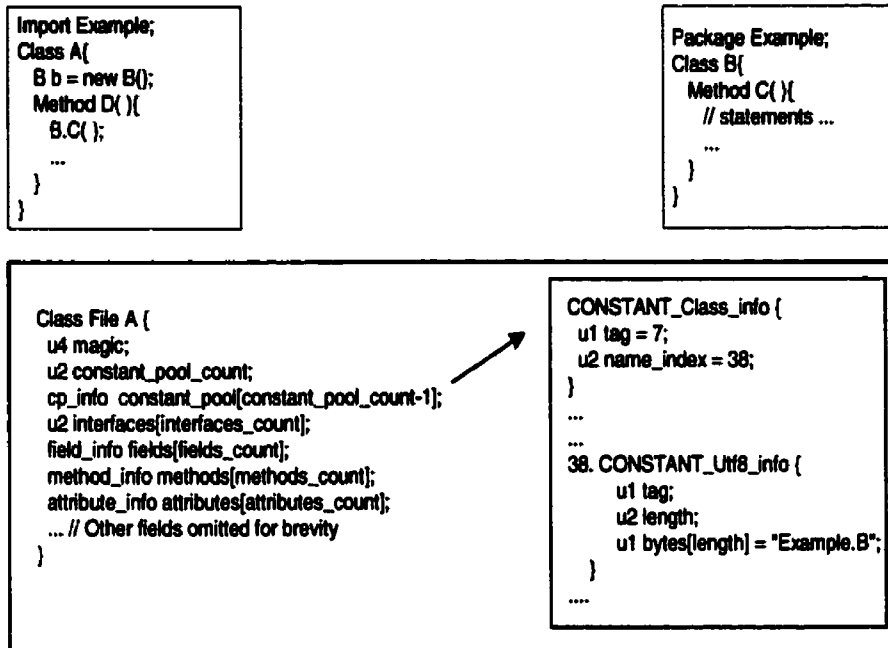 Import Example;
Class A{
B b = new B();
Method D( ){
B.C( );
...
}
}
Package Example;
Class B{
Method C( ){
// statements ...
...
}
}
Class File A {
u4 magic;
u2 constant_pool_count;
cp_info constant_pool[constant_pool_count-1];
u2 interfaces[interfaces_count];
field_info fields[fields_count];
method_info methods[methods_count];
attribute_info attributes[attributes_count];
... // Other fields omitted for brevity
}
CONSTANT_Class_info {
u1 tag = 7;
u2 name_index = 38;
}
...
...
38. CONSTANT_Utf8_info {
u1 tag;
u2 length;
u1 bytes[length] = "Example.B";
}
....